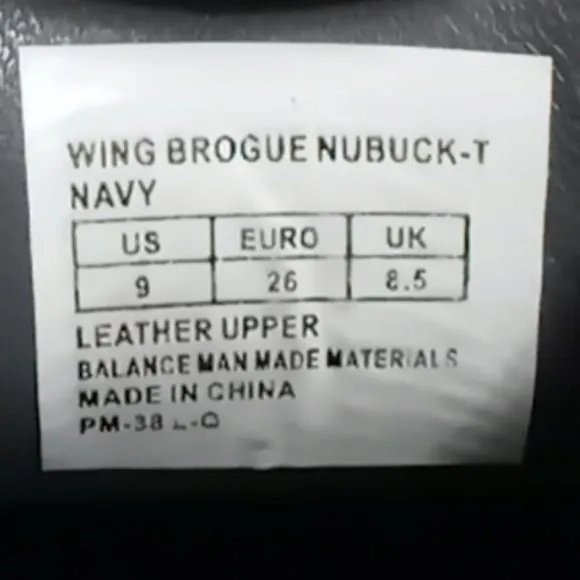 WING BROGUE NUBUCK-T
NAVY
US EURO UK
9 26 8.5
LEATHER UPPER
BALANCE MAN MADE MATERIALS
MADE IN CHINA
PM-38